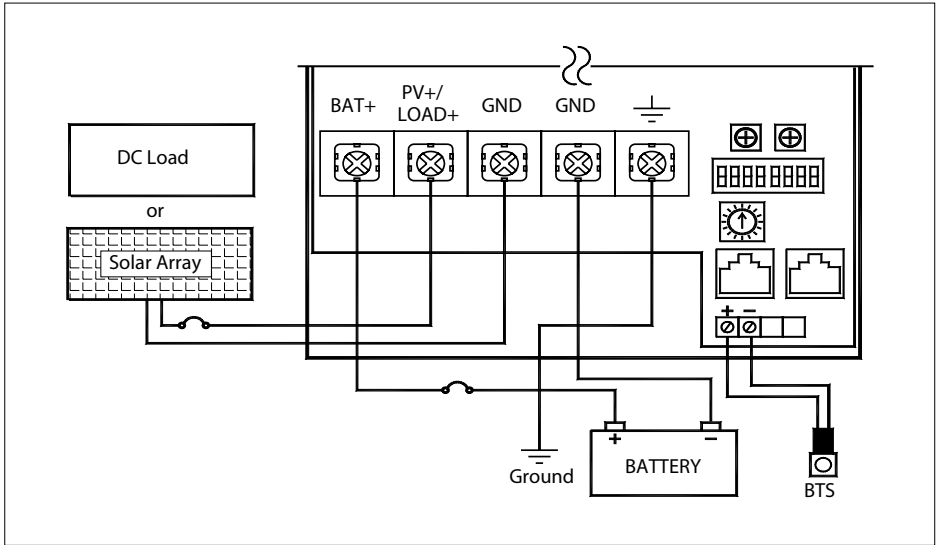 BAT+
PV+/
LOAD+
GND
GND
DC Load
or
Solar Array
+ −
+ −
Ground
BATTERY
BTS